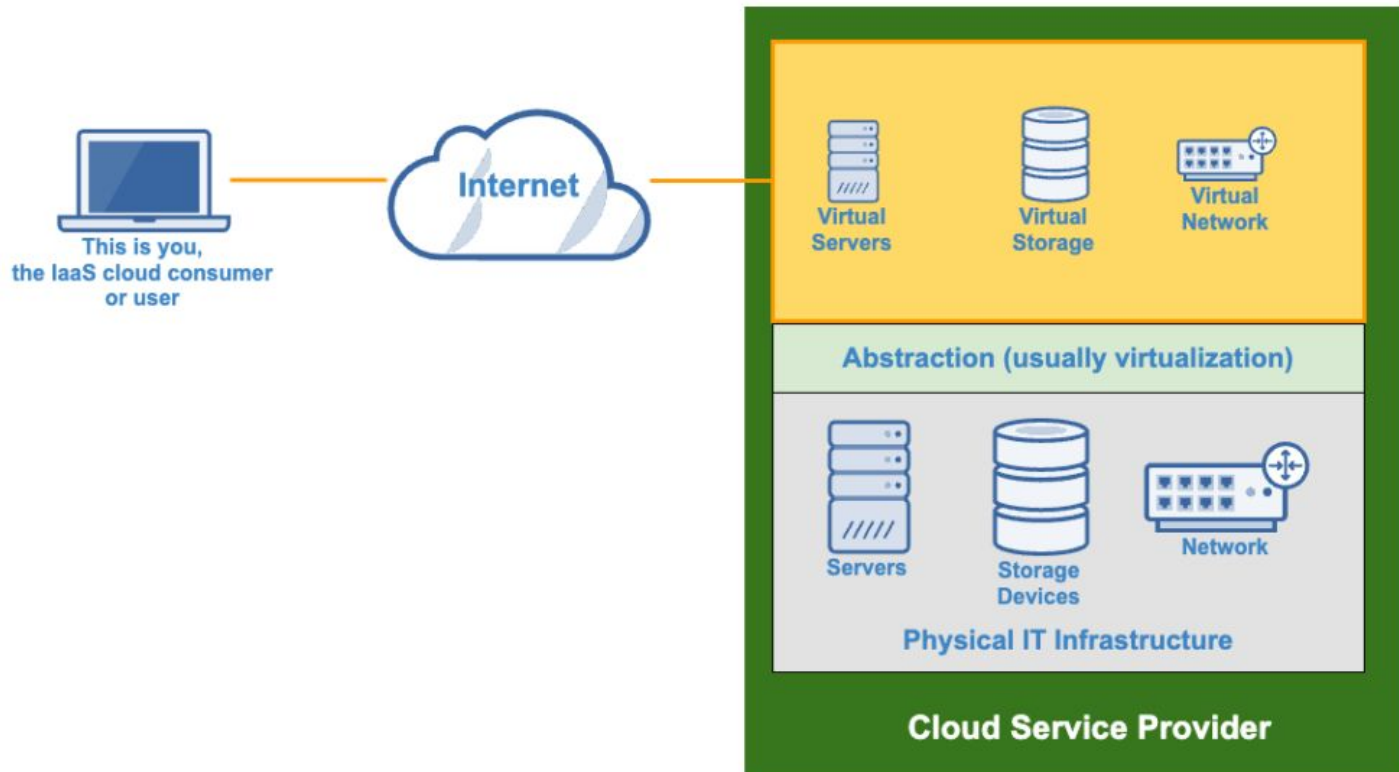 This is you,
the IaaS cloud consumer
or user
Internet
Virtual
Servers
Virtual
Storage
Virtual
Network
Abstraction (usually virtualization)
Servers
Storage
Devices
Network
Physical IT Infrastructure
Cloud Service Provider